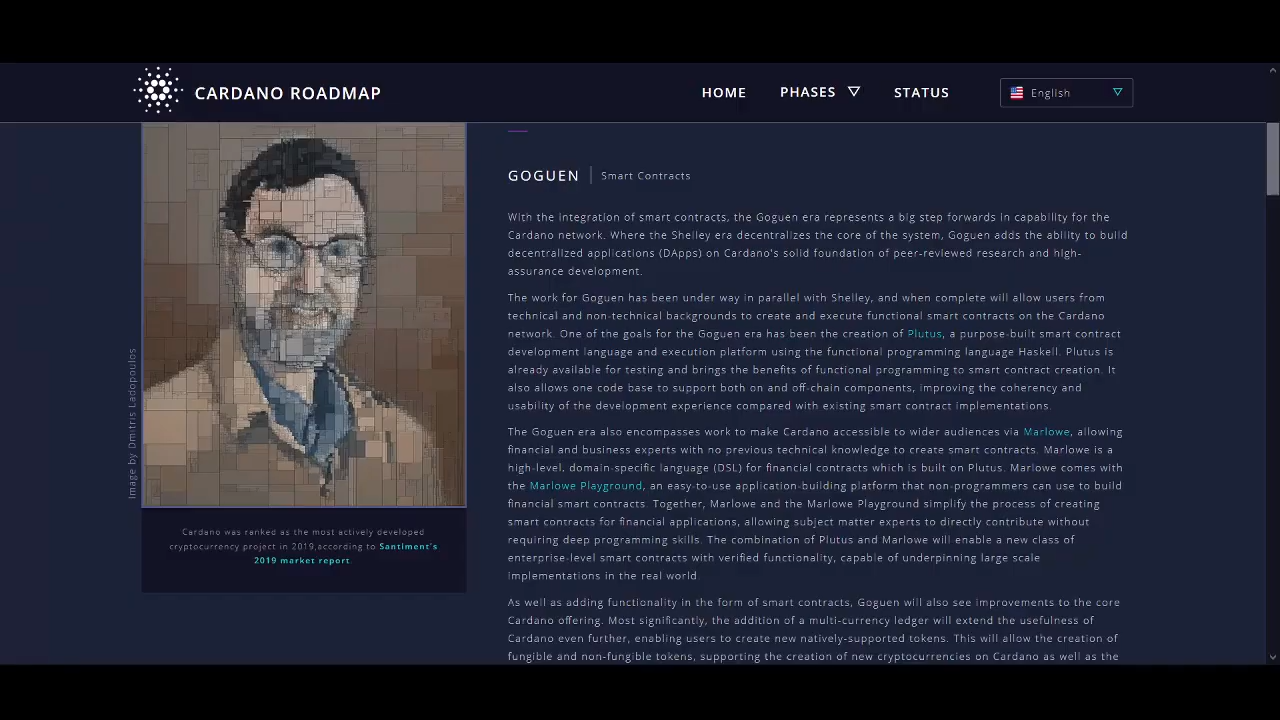 CARDANO ROADMAP
HOME
PHASES
STATUS
English
Image by Dmitris Ladopoulos
Cardano was ranked as the most actively developed
cryptocurrency project in 2019,according to Santiment's
2019 market report.
GOGUEN
Smart Contracts
With the integration of smart contracts, the Goguen era represents a big step forwards in capability for the
Cardano network. Where the Shelley era decentralizes the core of the system, Goguen adds the ability to build
decentralized applications (DApps) on Cardano's solid foundation of peer-reviewed research and high-
assurance development.
The work for Goguen has been under way in parallel with Shelley, and when complete will allow users from
technical and non-technical backgrounds to create and execute functional smart contracts on the Cardano
network. One of the goals for the Goguen era has been the creation of Plutus, a purpose-built smart contract
development language and execution platform using the functional programming language Haskell. Plutus is
already available for testing and brings the benefits of functional programming to smart contract creation. It
also allows one code base to support both on and off-chain components, improving the coherency and
usability of the development experience compared with existing smart contract implementations.
The Goguen era also encompasses work to make Cardano accessible to wider audiences via Marlowe, allowing
financial and business experts with no previous technical knowledge to create smart contracts. Marlowe is a
high-level, domain-specific language (DSL) for financial contracts which is built on Plutus. Marlowe comes with
the Marlowe Playground, an easy-to-use application-building platform that non-programmers can use to build
financial smart contracts. Together, Marlowe and the Marlowe Playground simplify the process of creating
smart contracts for financial applications, allowing subject matter experts to directly contribute without
requiring deep programming skills. The combination of Plutus and Marlowe will enable a new class of
enterprise-level smart contracts with verified functionality, capable of underpinning large scale
implementations in the real world.
As well as adding functionality in the form of smart contracts, Goguen will also see improvements to the core
Cardano offering. Most significantly, the addition of a multi-currency ledger will extend the usefulness of
Cardano even further, enabling users to create new natively-supported tokens. This will allow the creation of
fungible and non-fungible tokens, supporting the creation of new cryptocurrencies on Cardano as well as the